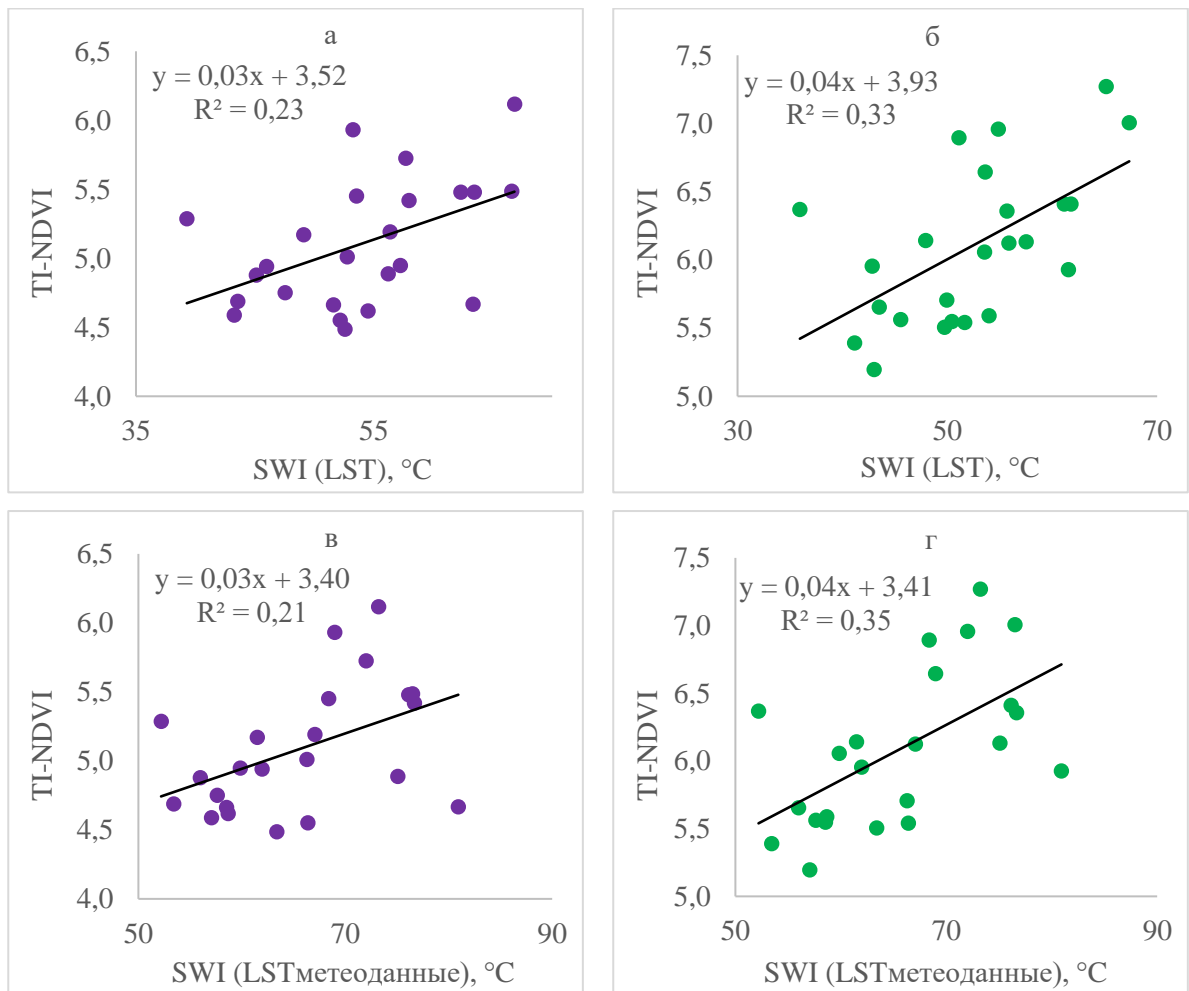 а
6,5
6,0
5,5
5,0
4,5
4,0
TI-NDVI
y = 0,03x + 3,52
R² = 0,23
35
55
SWI (LST), °C
б
7,5
7,0
6,5
6,0
5,5
5,0
TI-NDVI
y = 0,04x + 3,93
R² = 0,33
30
50
70
SWI (LST), °C
в
6,5
6,0
5,5
5,0
4,5
4,0
TI-NDVI
y = 0,03x + 3,40
R² = 0,21
50
70
90
SWI (LSTметеоданные), °C
г
7,5
7,0
6,5
6,0
5,5
5,0
TI-NDVI
y = 0,04x + 3,41
R² = 0,35
50
70
90
SWI (LSTметеоданные), °C